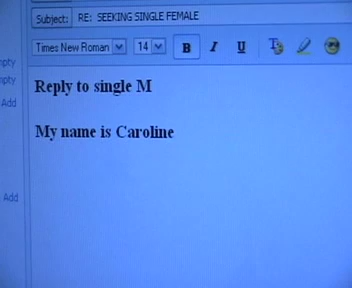 Subject: RE: SEEKING SINGLE FEMALE
Times New Roman 14 B I U T
Reply to single M
Add
My name is Caroline
Add